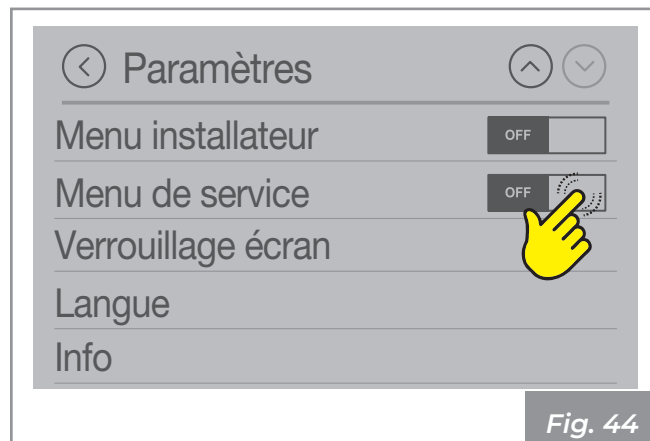 Paramètres
Menu installateur OFF
Menu de service OFF
Verrouillage écran
Langue
Info
Fig. 44